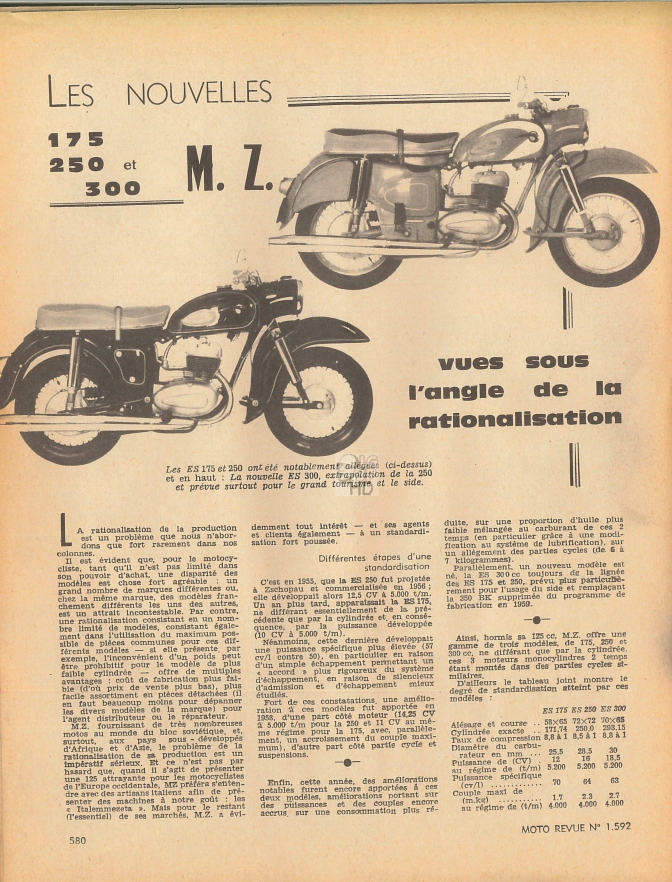 LES NOUVELLES
175
250 et
300
M. Z.
vues sous
l'angle de la
rationalisation
Les ES 175 et 250 ont été notablement allégées (ci-dessus)
et en haut : La nouvelle ES 300, extrapolation de la 250
et prévue surtout pour le grand tourisme et le side.
LA rationalisation de la production
est un problème que nous n'abor-
dons que fort rarement dans nos
colonnes.
Il est évident que, pour le motocy-
cliste, tant qu'il n'est pas limité dans
son pouvoir d'achat, une disparité des
modèles est chose fort agréable ; un
grand nombre de marques différentes ou,
chez la même marque, des modèles fran-
chement différents les uns des autres,
est un attrait incontestable. Par contre,
une rationalisation consistant en un nom-
bre limité de modèles, consistant égale-
ment dans l'utilisation du maximum pos-
sible de pièces communes pour ces dif-
férents modèles — si elle présente, par
exemple, l'inconvénient d'un poids peut
être prohibitif pour le modèle de plus
faible cylindrée — offre de multiples
avantages : coût de fabrication plus fai-
ble (d'où prix de vente plus bas), plus
facile assortiment en pièces détachées (il
en faut beaucoup moins pour dépanner
les divers modèles de la marque) pour
l'agent distributeur ou le réparateur.
M.Z. fournissant de très nombreuses
motos au monde du bloc soviétique, et,
surtout, aux pays sous-développés
d'Afrique et d'Asie, le problème de la
rationalisation de sa production est un
impératif sérieux. Et ce n'est pas par
hasard que, quand il s'agit de présenter
une 125 attrayante pour les motocyclistes
de l'Europe occidentale, MZ préféra s'enten-
dre avec des artisans italiens afin de pré-
senter des machines à notre goût : les
« Italemmezeta ». Mais pour le restant
(l'essentiel) de ses marchés, M.Z. a évi-
demment tout intérêt — et ses agents
et clients également — à un standardi-
sation fort poussée.
Différentes étapes d'une
standardisation
C'est en 1955, que la ES 250 fut projetée
à Zschopau et commercialisée en 1956 ;
elle développait alors 12,5 CV à 5.000 t/m.
Un an plus tard, apparaissait la ES 175,
ne différant essentiellement de la pré-
cédente que par la cylindrée et, en consé-
quence, par la puissance développée
(10 CV à 5.000 t/m).
Néanmoins, cette dernière développait
une puissance spécifique plus élevée (57
cv/l contre 50), en particulier en raison
d'un simple échappement permettant un
« accord » plus rigoureux du système
d'échappement, en raison de silencieux
d'admission et d'échappement mieux
étudiés.
Fort de ces constatations, une amélio-
ration à ces modèles fut apportée en
1958, d'une part côté moteur (14,25 CV
à 5.000 t/m pour la 250 et 11 CV au mê-
me régime pour la 175, avec, parallèle-
ment, un accroisement du couple maxi-
mum), d'autre part côté partie cycle et
suspensions.
Enfin, cette année, des améliorations
notables furent encore apportées à ces
deux modèles, améliorations portant sur
des puissances et des couples encore
accrus, sur une consommation plus ré-
duite, sur une proportion d'huile plus
faible mélangée au carburant de ces 2
temps (en particulier grâce à une modi-
fication au système de lubrification), sur
un allégement des parties cycles (de 6 à
7 kilogrammes).
Parallèlement, un nouveau modèle est
né, la ES 300 cc toujours de la lignée
des ES 175 et 250, prévu plus particuliè-
rement pour l'usage du side et remplaçant
la 350 BK supprimée du programme de
fabrication en 1959.
Ainsi, hormis sa 125 cc, M.Z. offre une
gamme de trois modèles, de 175, 250 et
300 cc, ne différant que par la cylindrée,
ces 3 moteurs monocylindres 2 temps
étant montés dans des parties cycles si-
milaires.
D'ailleurs le tableau joint montre le
degré de standardisation atteint par ces
modèles :
ES 175 ES 250 ES 300
Alésage et course .. 58x65 72x72 70x65
Cylindrée exacte .. 171,74 250,0 293,15
Taux de compression 8,8 à 1 8,5 à 1 8,8 à 1
Diamètre du carbu-
rateur en mm ... 25.5 28.5 30
Puissance de (CV) . 12 16 18,5
au régime de (t/m) 5.200 5.200 5.200
Puissance spécifique
(cv/l) ............ 70 64 63
Couple maxi de
(m.kg) ........... 1.7 2.3 2.7
au régime de (t/m) 4.000 4.000 4.000
580
MOTO REVUE N° 1.592